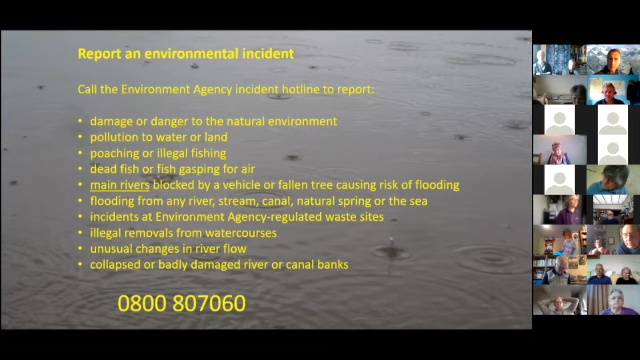 Report an environmental incident
Call the Environment Agency incident hotline to report:
• damage or danger to the natural environment
• pollution to water or land
• poaching or illegal fishing
• dead fish or fish gasping for air
• main rivers blocked by a vehicle or fallen tree causing risk of flooding
• flooding from any river, stream, canal, natural spring or the sea
• incidents at Environment Agency-regulated waste sites
• illegal removals from watercourses
• unusual changes in river flow
• collapsed or badly damaged river or canal banks
0800 807060